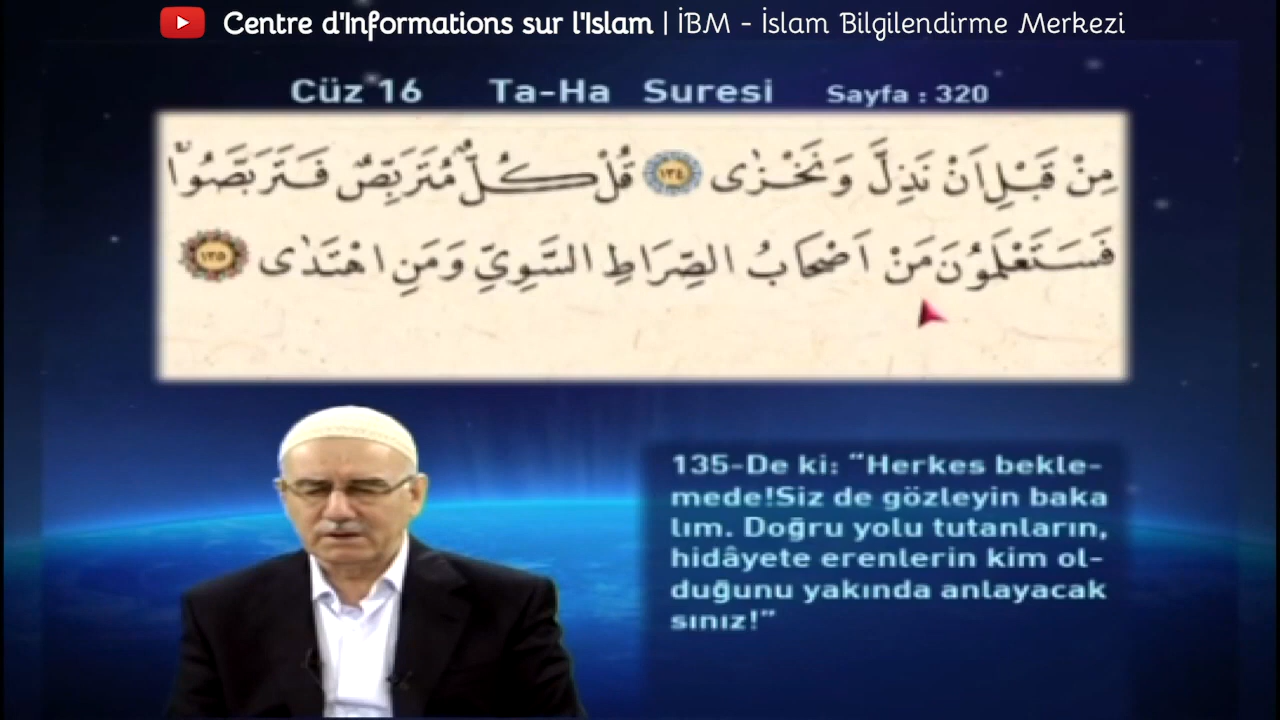 Centre d'Informations sur l'Islam | İBM - İslam Bilgilendirme Merkezi
Cüz 16 Ta-Ha Suresi Sayfa : 320
مِنْ قَبْلِ اَنْ نَذِلَّ وَنَخْزٰى ﴿١٣٤﴾ قُلْ كُلٌّ مُتَرَبِّصٌ فَتَرَبَّصُواۚ
فَسَتَعْلَمُونَ مَنْ اَصْحَابُ الصِّرَاطِ السَّوِيِّ وَمَنِ اهْتَدٰى ﴿١٣٥﴾
135-De ki: “Herkes bekle-
mede!Siz de gözleyin baka
lım. Doğru yolu tutanların,
hidâyete erenlerin kim ol-
duğunu yakında anlayacak
sınız!”